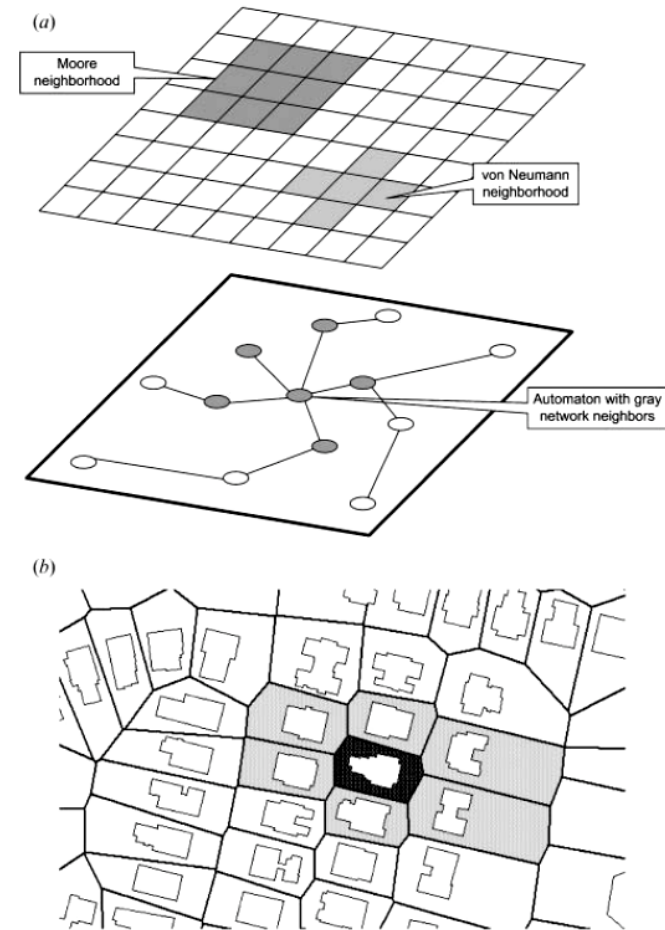 (a)
Moore
neighborhood
von Neumann
neighborhood
Automaton with gray
network neighbors
(b)